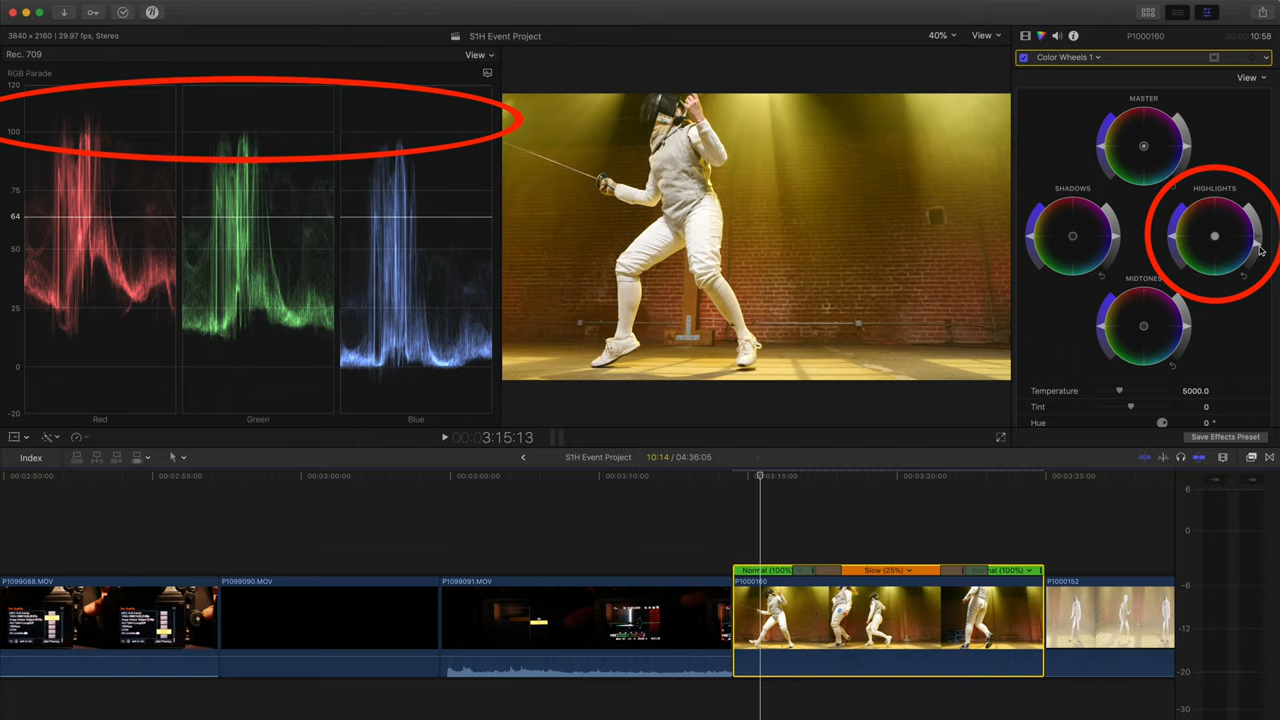 3840 × 2160 | 29.97 fps, Stereo
S1H Event Project
40%
View
P1000160
10:58
Rec. 709
View
Color Wheels 1
RGB Parade
View
120
100
75
64
50
25
0
-20
Red
Green
Blue
MASTER
SHADOWS
HIGHLIGHTS
MIDTONES
Temperature
5000.0
Tint
0
Hue
0 °
3:15:13
Save Effects Preset
Index
S1H Event Project
10:14 / 04:36:05
00:02:50:00
00:02:55:00
00:03:00:00
00:03:05:00
00:03:10:00
00:03:15:00
00:03:20:00
00:03:25:00
6
0
-6
-12
-20
-30
Normal (100%)
Slow (25%)
Normal (100%)
P1099088.MOV
P1099090.MOV
P1099091.MOV
P1000160
P1000152